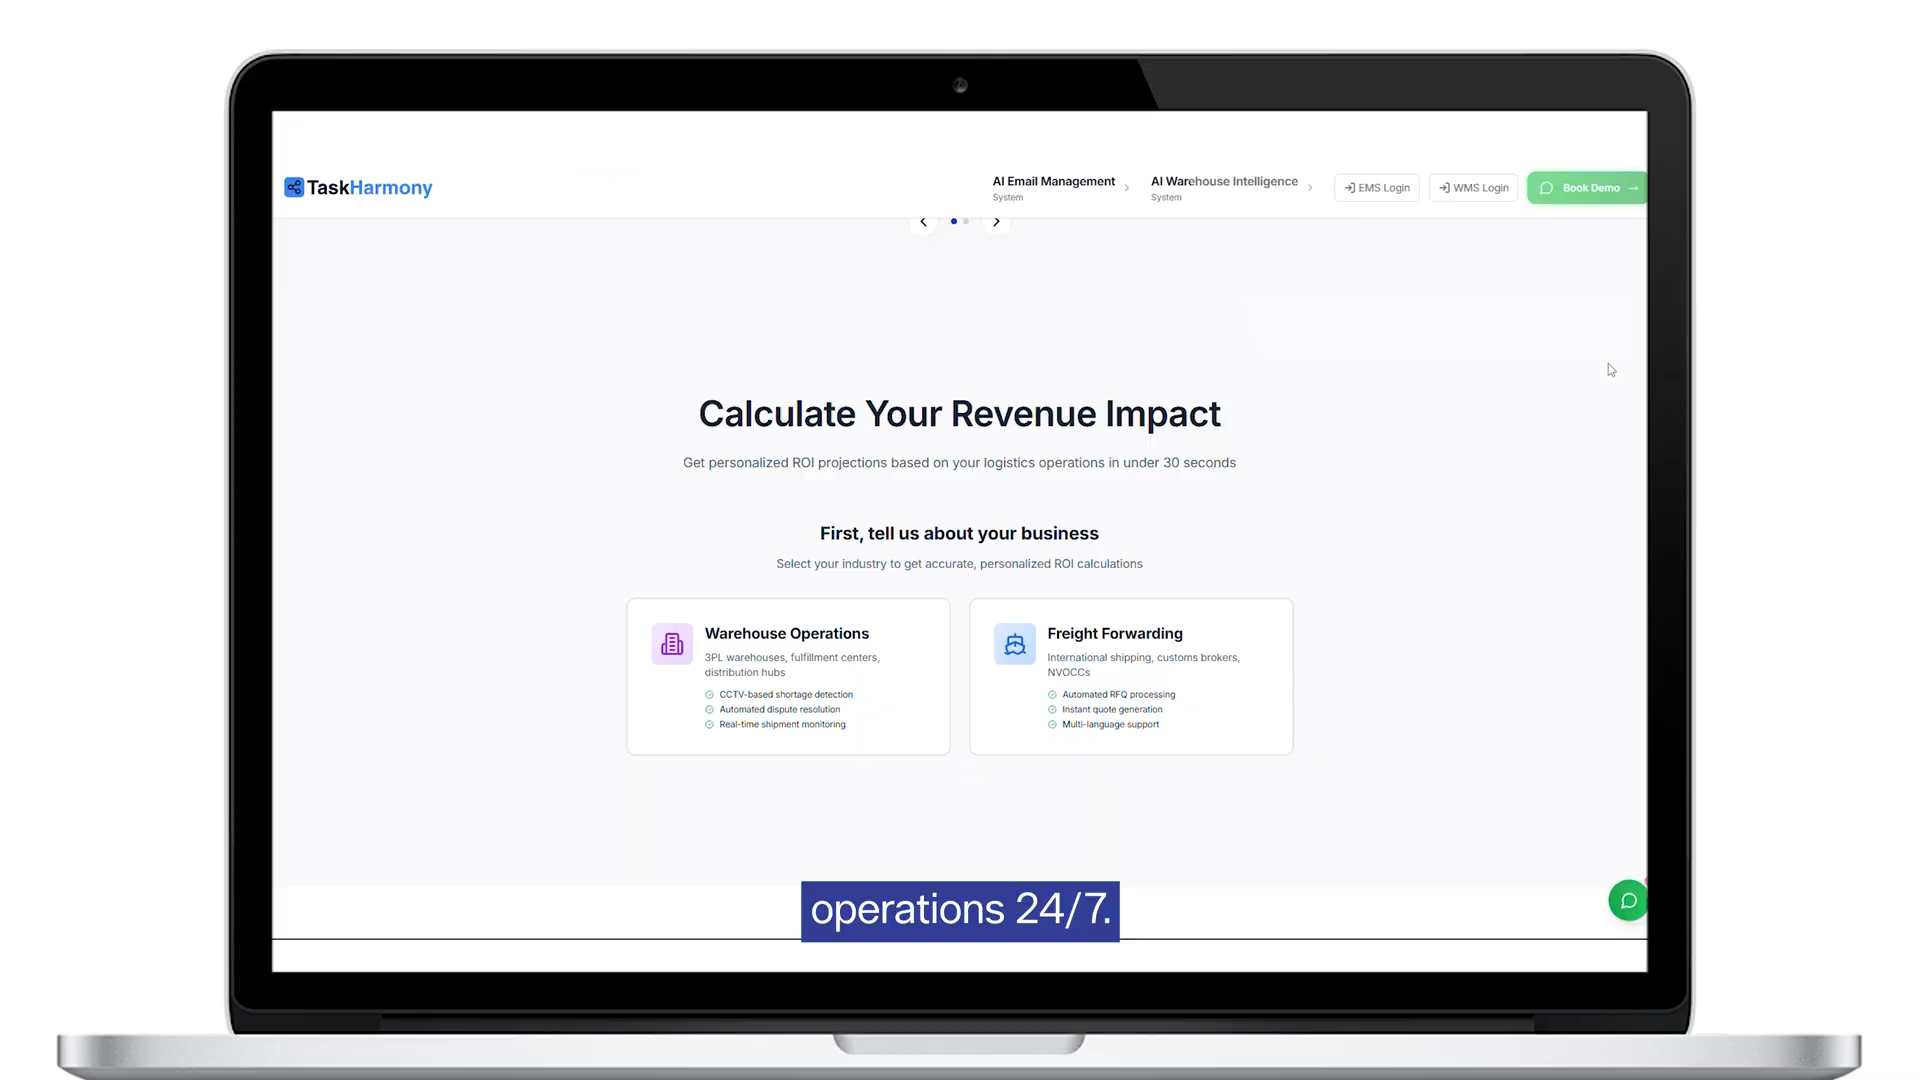 TaskHarmony
AI Email Management
System
AI Warehouse Intelligence
System
EMS Login
WMS Login
Book Demo
Calculate Your Revenue Impact
Get personalized ROI projections based on your logistics operations in under 30 seconds
First, tell us about your business
Select your industry to get accurate, personalized ROI calculations
Warehouse Operations
3PL warehouses, fulfillment centers,
distribution hubs
CCTV-based shortage detection
Automated dispute resolution
Real-time shipment monitoring
Freight Forwarding
International shipping, customs brokers,
NVOCCs
Automated RFQ processing
Instant quote generation
Multi-language support
operations 24/7.